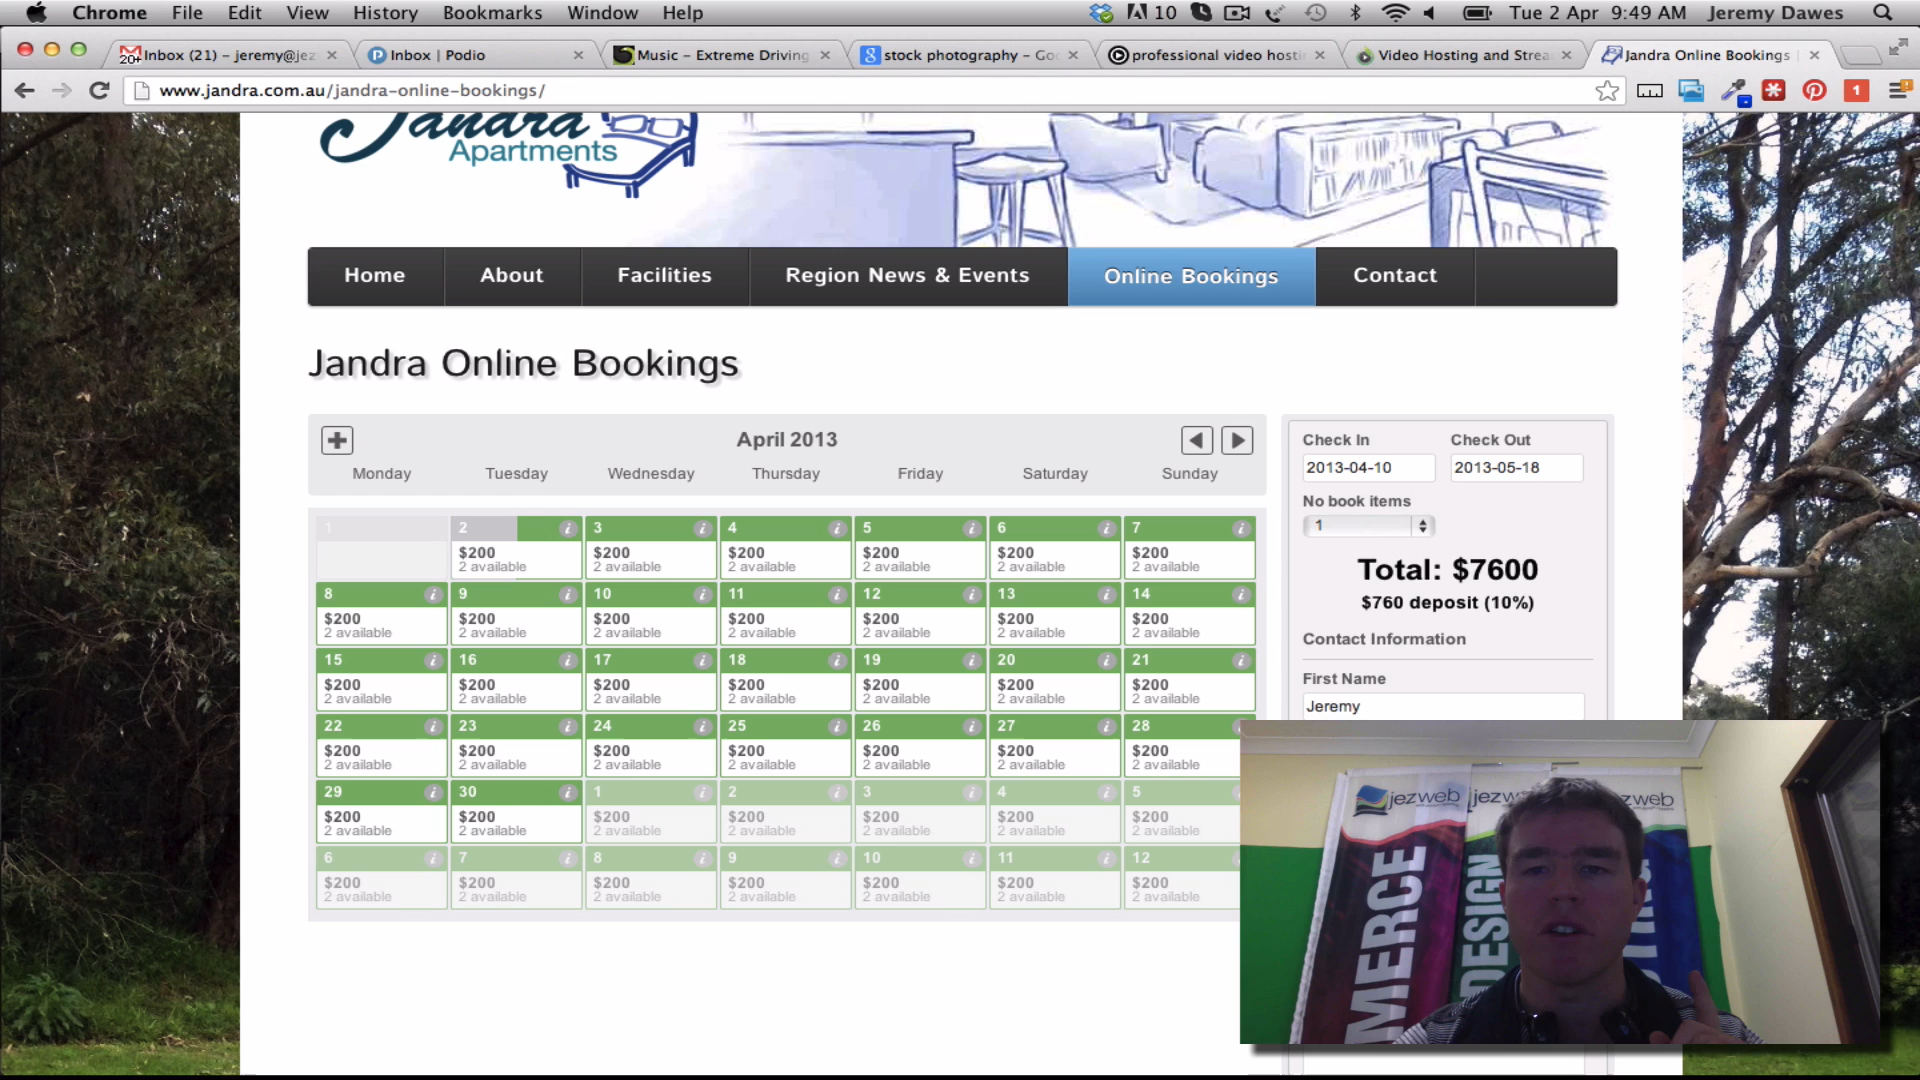 Chrome File Edit View History Bookmarks Window Help 10 Tue 2 Apr 9:49 AM Jeremy Dawes
20+ Inbox (21) – jeremy@jez Inbox | Podio Music – Extreme Driving stock photography – Goo professional video hosti Video Hosting and Strea Jandra Online Bookings |
www.jandra.com.au/jandra-online-bookings/ 1
Jandra
Apartments
Home About Facilities Region News & Events Online Bookings Contact
Jandra Online Bookings
April 2013
Monday Tuesday Wednesday Thursday Friday Saturday Sunday
1 2 3 4 5 6 7
$200 $200 $200 $200 $200 $200
2 available 2 available 2 available 2 available 2 available 2 available
8 9 10 11 12 13 14
$200 $200 $200 $200 $200 $200 $200
2 available 2 available 2 available 2 available 2 available 2 available 2 available
15 16 17 18 19 20 21
$200 $200 $200 $200 $200 $200 $200
2 available 2 available 2 available 2 available 2 available 2 available 2 available
22 23 24 25 26 27 28
$200 $200 $200 $200 $200 $200 $200
2 available 2 available 2 available 2 available 2 available 2 available 2 available
29 30 1 2 3 4 5
$200 $200 $200 $200 $200 $200 $200
2 available 2 available 2 available 2 available 2 available 2 available 2 available
6 7 8 9 10 11 12
$200 $200 $200 $200 $200 $200 $200
2 available 2 available 2 available 2 available 2 available 2 available 2 available
Check In Check Out
2013-04-10 2013-05-18
No book items
1
Total: $7600
$760 deposit (10%)
Contact Information
First Name
Jeremy
jezweb jezw zweb
MERCE
DESIGN